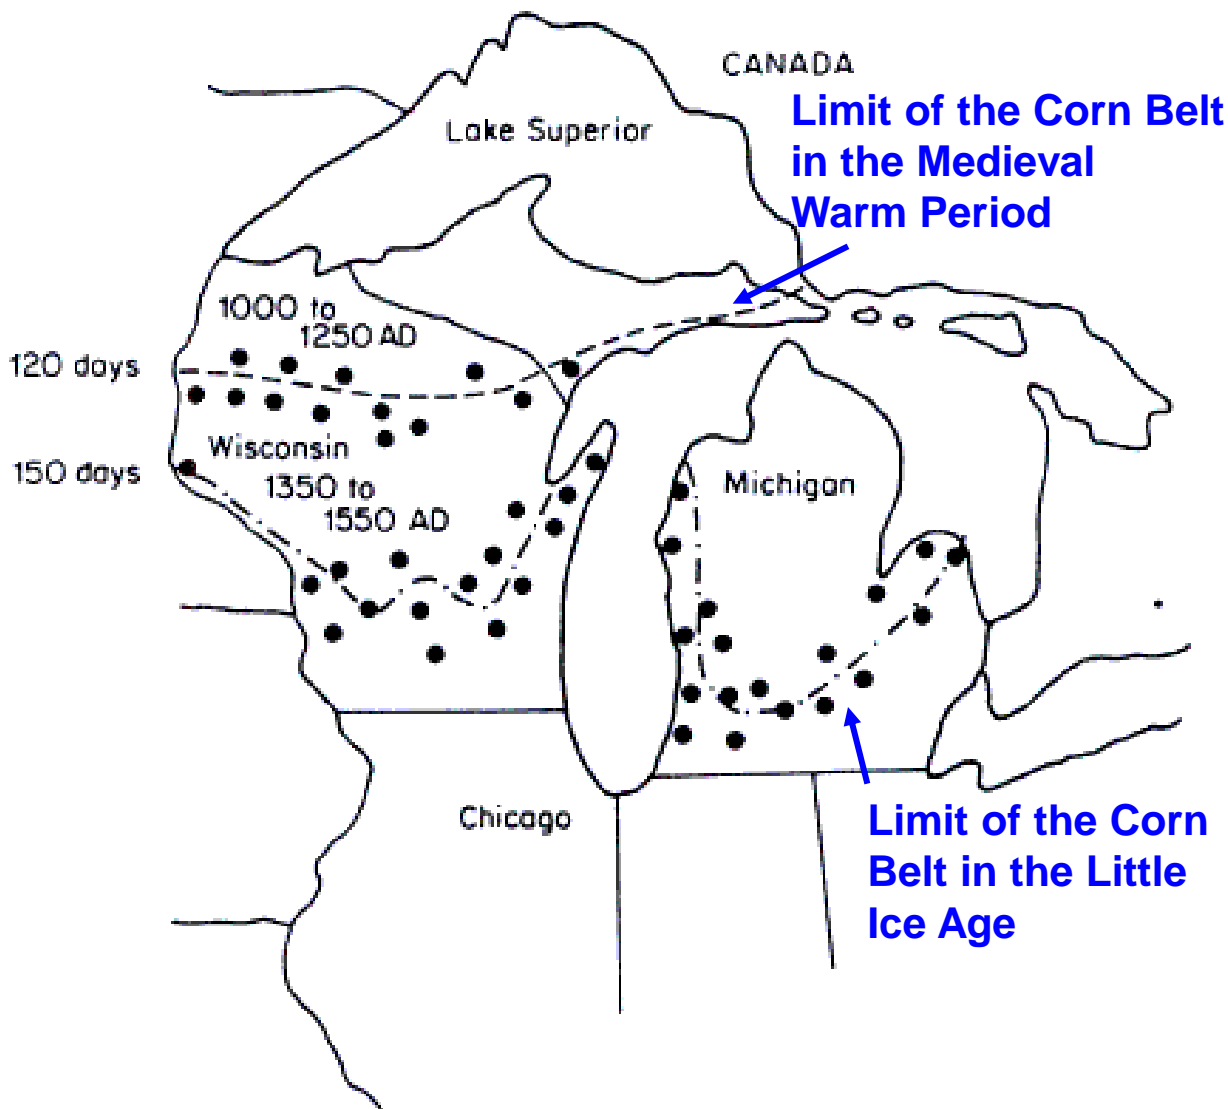 CANADA
Limit of the Corn Belt
in the Medieval
Warm Period
Lake Superior
1000 to
1250 AD
120 days
Wisconsin
150 days
1350 to
1550 AD
Michigan
Chicago
Limit of the Corn
Belt in the Little
Ice Age